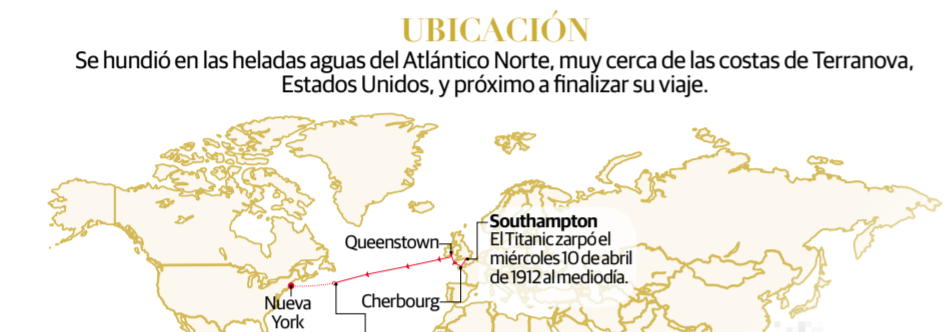 UBICACIÓN
Se hundió en las heladas aguas del Atlántico Norte, muy cerca de las costas de Terranova,
Estados Unidos, y próximo a finalizar su viaje.
Southampton
El Titanic zarpó el
miércoles 10 de abril
de 1912 al mediodía.
Queenstown
Cherbourg
Nueva
York